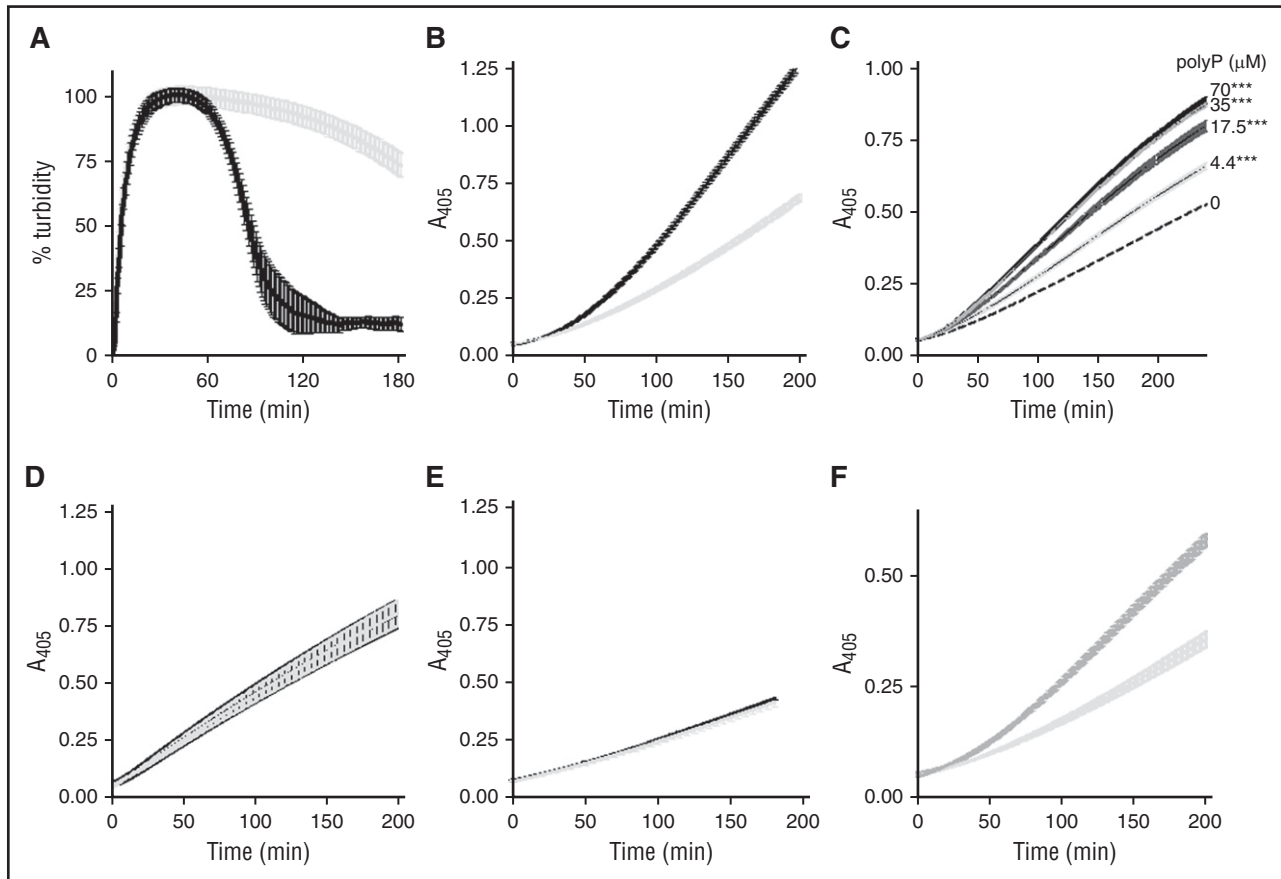 A
100
75
50
25
0
% turbidity
0 60 120 180
Time (min)
B
1.25
1.00
0.75
0.50
0.25
0.00
A405
0 50 100 150 200
Time (min)
C
polyP (µM)
1.00
0.75
0.50
0.25
0.00
A405
70***
35***
17.5***
4.4***
0
0 50 100 150 200
Time (min)
D
1.25
1.00
0.75
0.50
0.25
0.00
A405
0 50 100 150 200
Time (min)
E
1.25
1.00
0.75
0.50
0.25
0.00
A405
0 50 100 150 200
Time (min)
F
0.50
0.25
0.00
A405
0 50 100 150 200
Time (min)